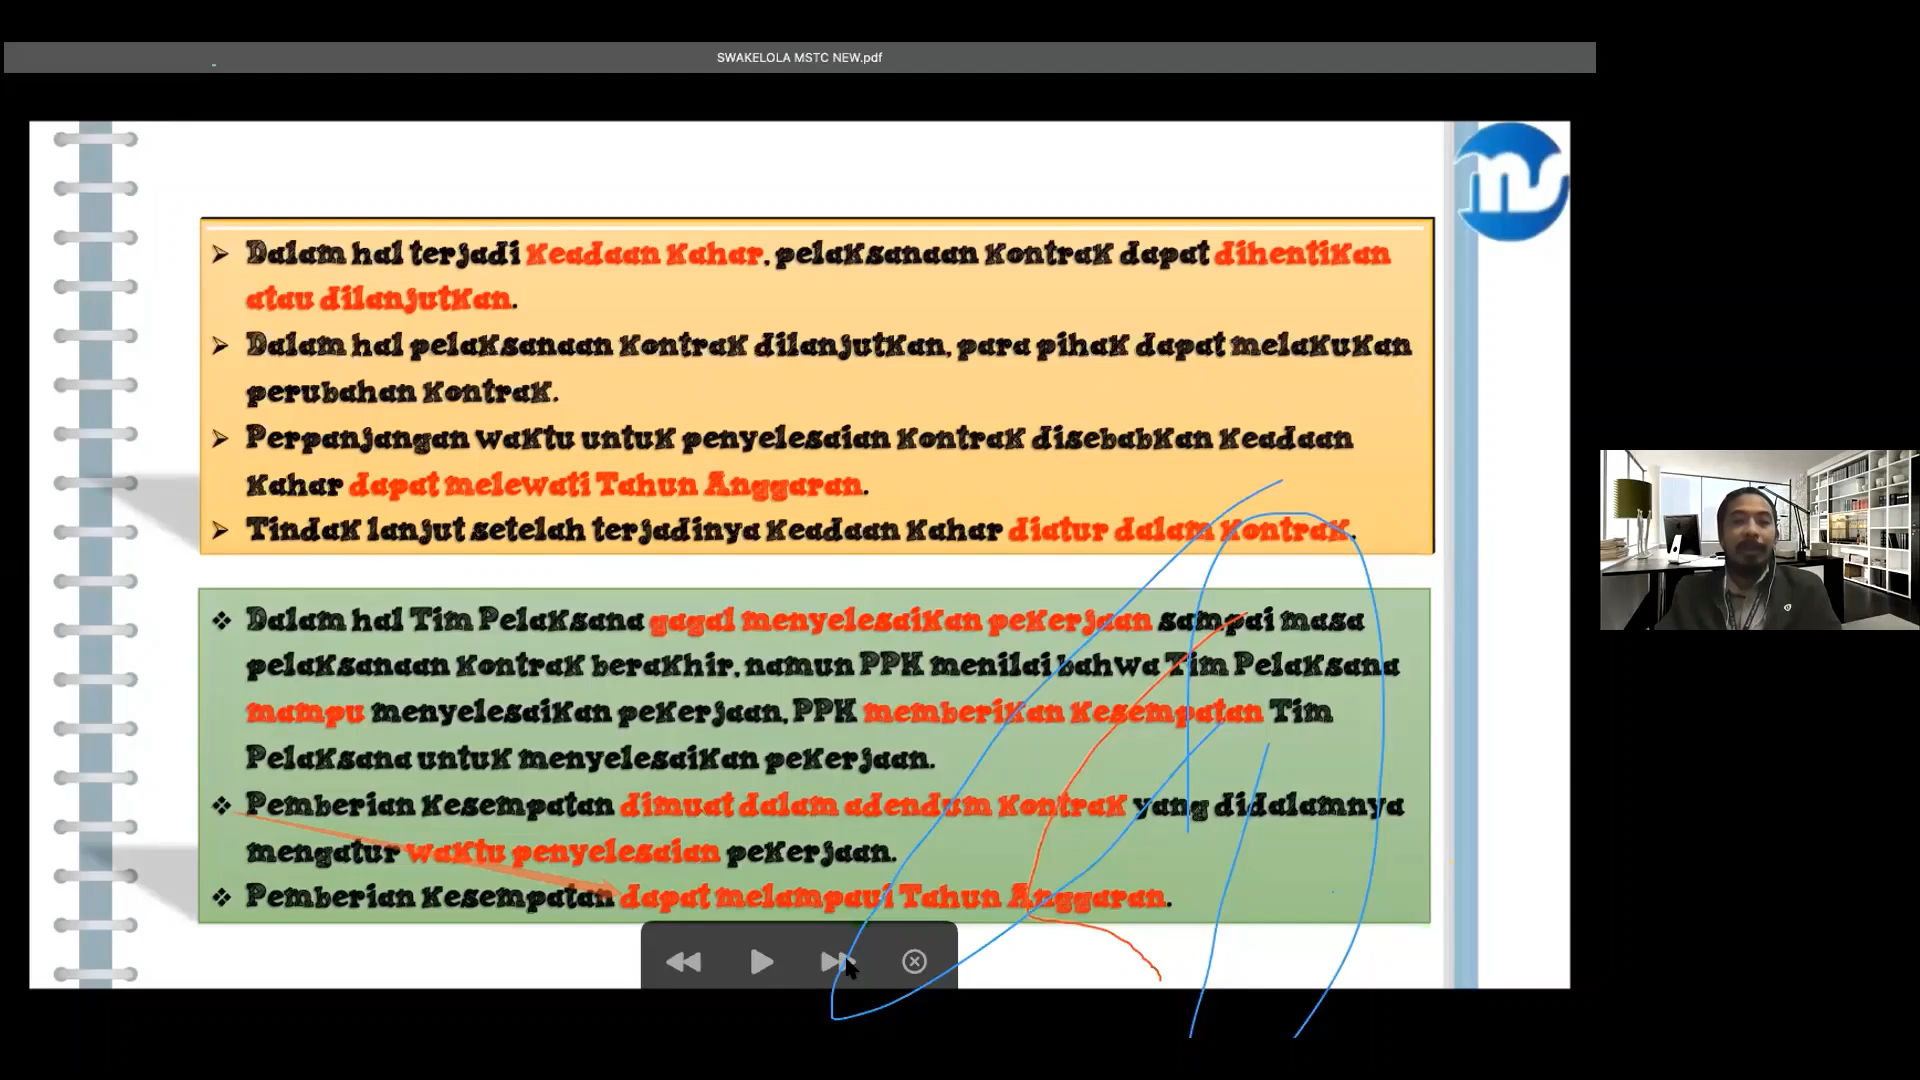 SWAKELOLA MSTC NEW.pdf
ms
➢ Dalam hal terjadi Keadaan Kahar, pelaksanaan Kontrak dapat dihentikan
atau dilanjutkan.
➢ Dalam hal pelaksanaan Kontrak dilanjutkan, para pihak dapat melakukan
perubahan Kontrak.
➢ Perpanjangan waktu untuk penyelesaian Kontrak disebabkan Keadaan
Kahar dapat melewati Tahun Anggaran.
➢ Tindak lanjut setelah terjadinya Keadaan Kahar diatur dalam Kontrak.
❖ Dalam hal Tim Pelaksana gagal menyelesaikan pekerjaan sampai masa
pelaksanaan Kontrak berakhir, namun PPK menilai bahwa Tim Pelaksana
mampu menyelesaikan pekerjaan, PPK memberikan kesempatan Tim
Pelaksana untuk menyelesaikan pekerjaan.
❖ Pemberian kesempatan dimuat dalam adendum kontrak yang didalamnya
mengatur waktu penyelesaian pekerjaan.
❖ Pemberian kesempatan dapat melampaui Tahun Anggaran.